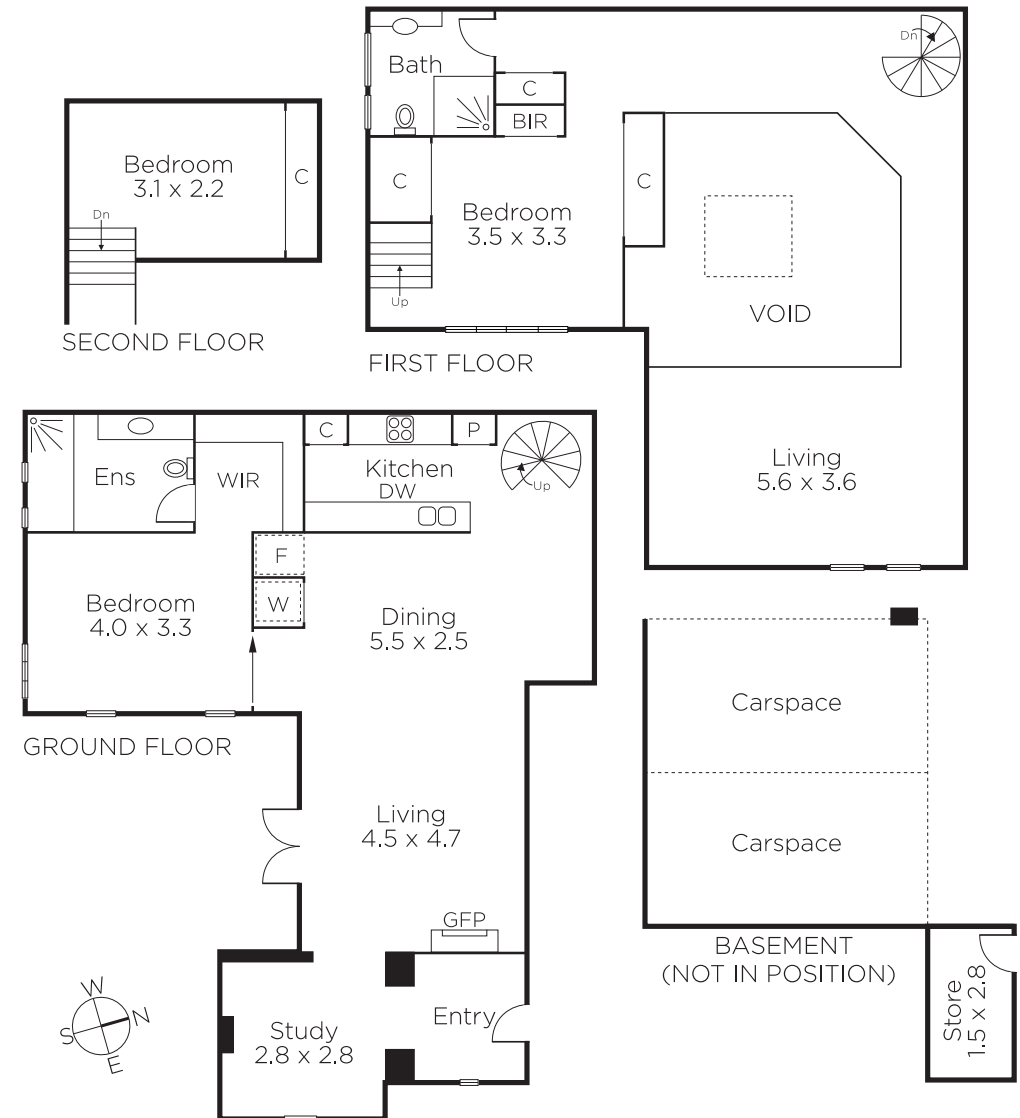 Bedroom
3.1 x 2.2
C
Dn
SECOND FLOOR
Bath
C
BIR
C
Bedroom
3.5 x 3.3
Up
C
Dn
VOID
Living
5.6 x 3.6
FIRST FLOOR
Ens
WIR
C
P
Kitchen
DW
Up
F
W
Bedroom
4.0 x 3.3
Dining
5.5 x 2.5
GROUND FLOOR
Living
4.5 x 4.7
GFP
Entry
Study
2.8 x 2.8
W
N
S
E
Carspace
Carspace
BASEMENT
(NOT IN POSITION)
Store
1.5 x 2.8